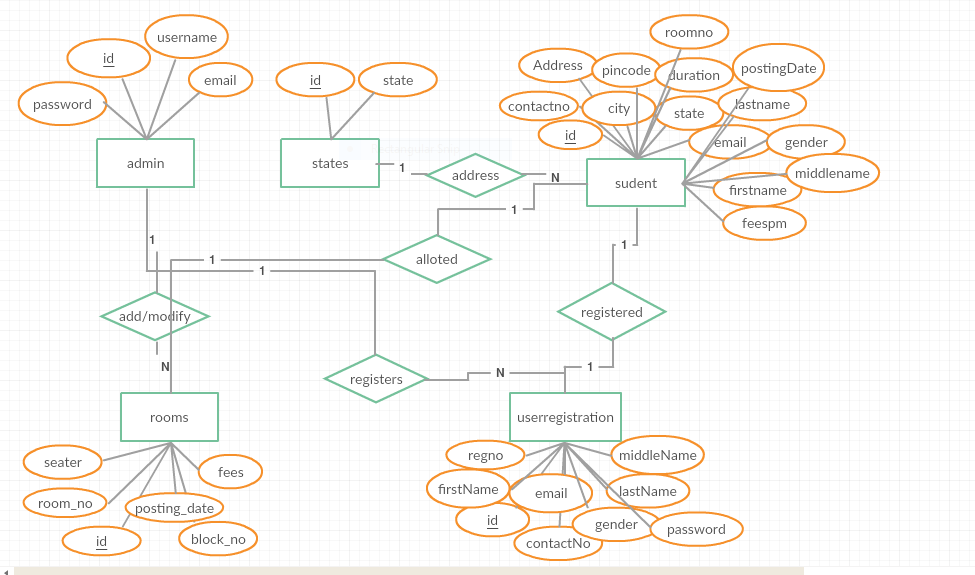 roomno
username
id
Address
pincode
duration
postingDate
email
id
state
password
contactno
city
state
lastname
id
email
gender
admin
states
1
address
N
sudent
middlename
firstname
1
feespm
1
1
1
alloted
1
add/modify
registered
N
registers
N
1
rooms
userregistration
seater
fees
regno
middleName
room_no
posting_date
firstName
email
lastName
id
block_no
id
gender
password
contactNo